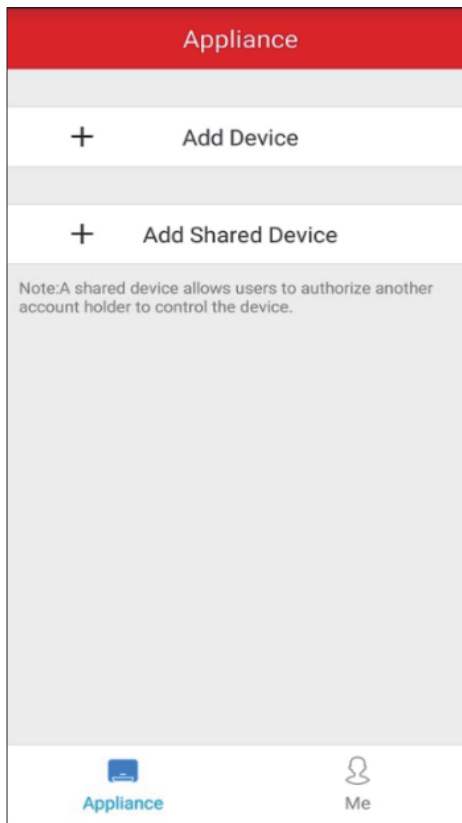 Appliance
+ Add Device
+ Add Shared Device
Note:A shared device allows users to authorize another
account holder to control the device.
Appliance
Me